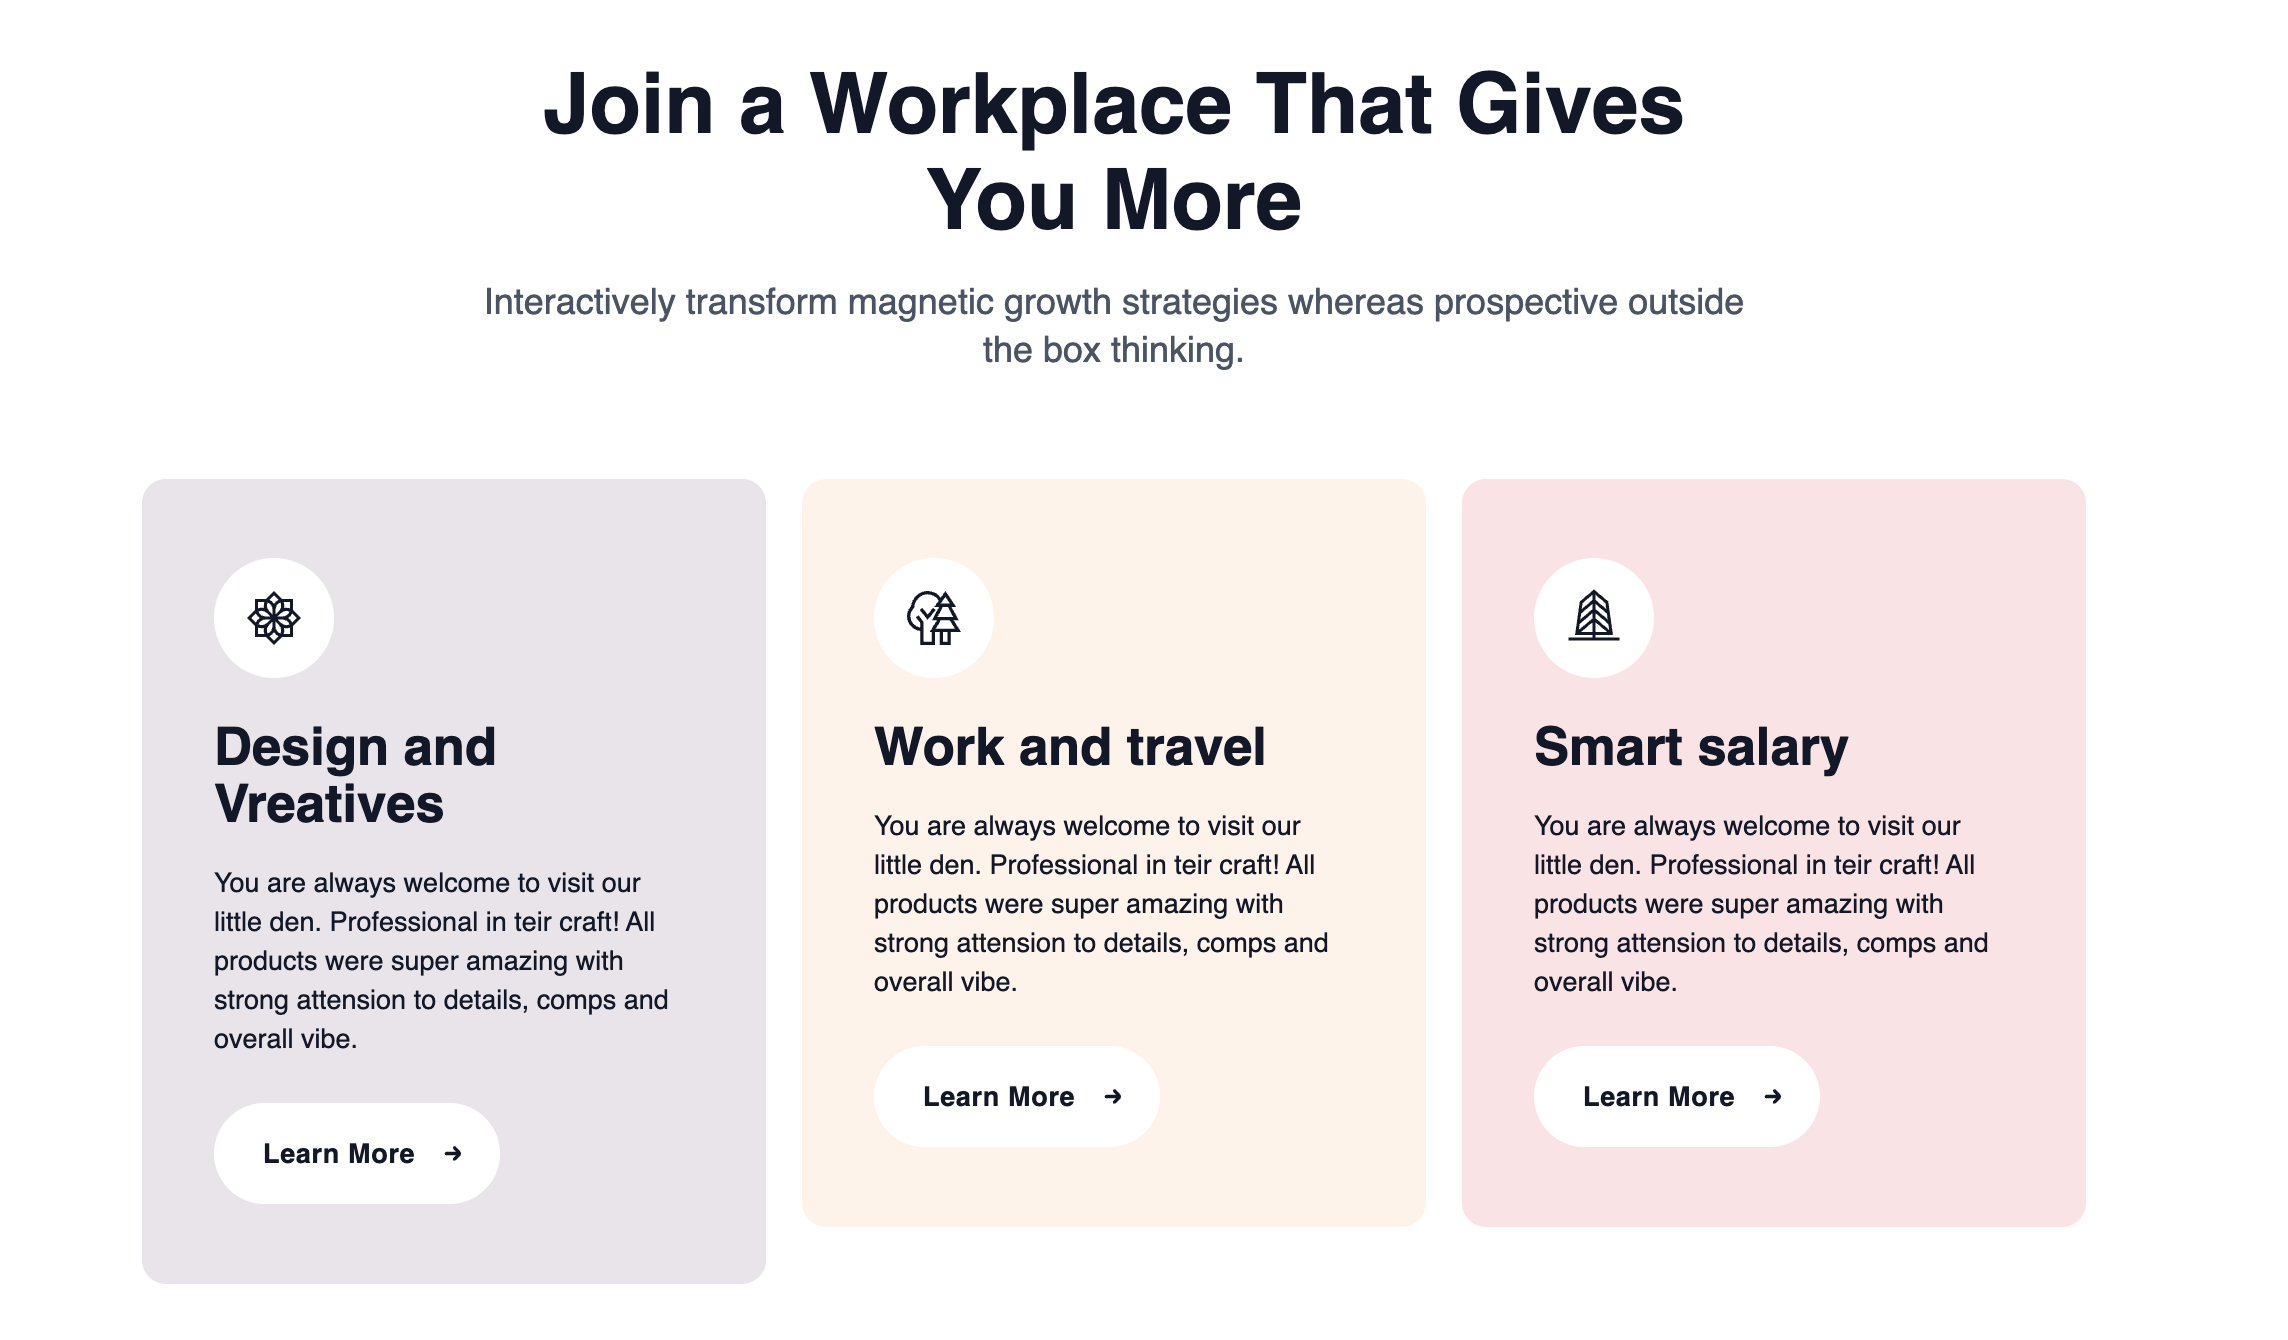 Join a Workplace That Gives
You More
Interactively transform magnetic growth strategies whereas prospective outside
the box thinking.
Design and
Vreatives
You are always welcome to visit our
little den. Professional in teir craft! All
products were super amazing with
strong attension to details, comps and
overall vibe.
Learn More
Work and travel
You are always welcome to visit our
little den. Professional in teir craft! All
products were super amazing with
strong attension to details, comps and
overall vibe.
Learn More
Smart salary
You are always welcome to visit our
little den. Professional in teir craft! All
products were super amazing with
strong attension to details, comps and
overall vibe.
Learn More